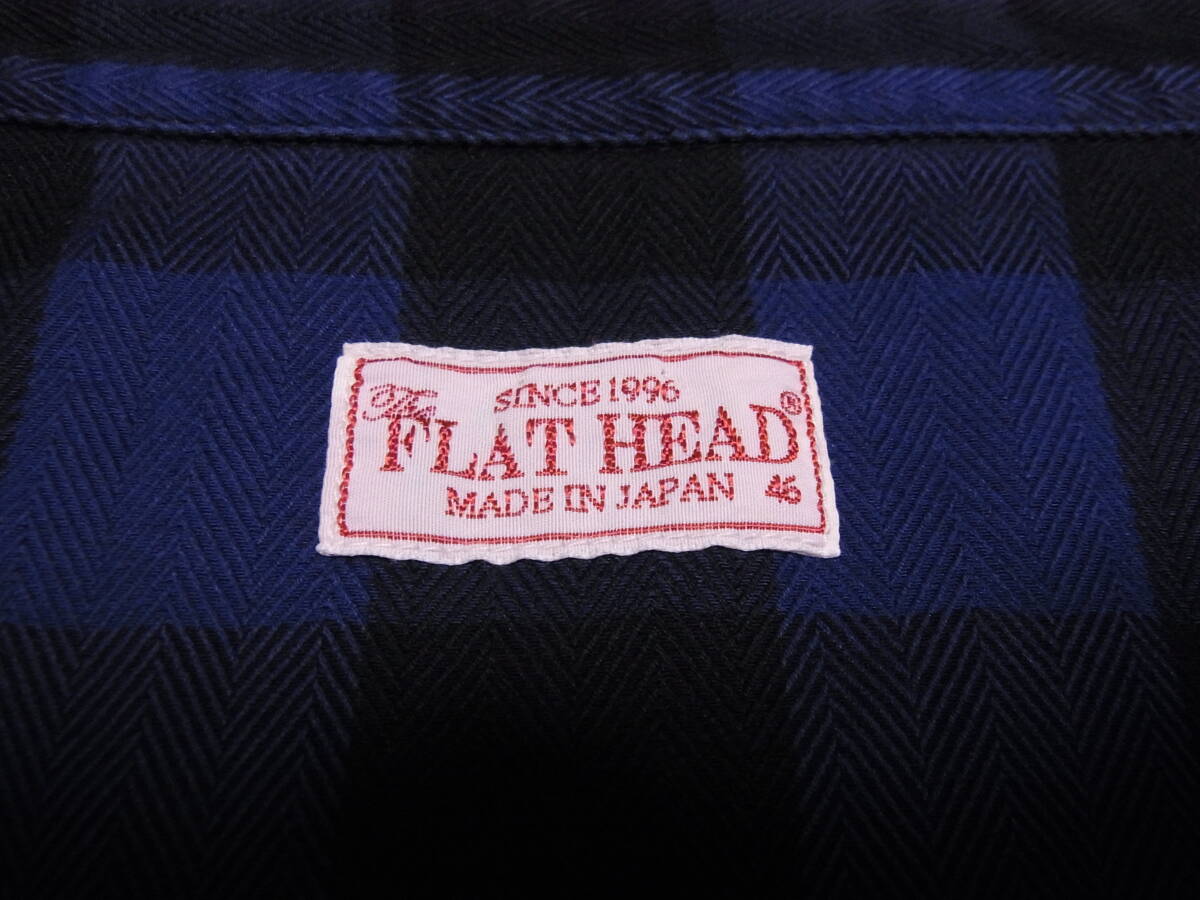 SINCE 1996
The
FLAT HEAD®
MADE IN JAPAN 46